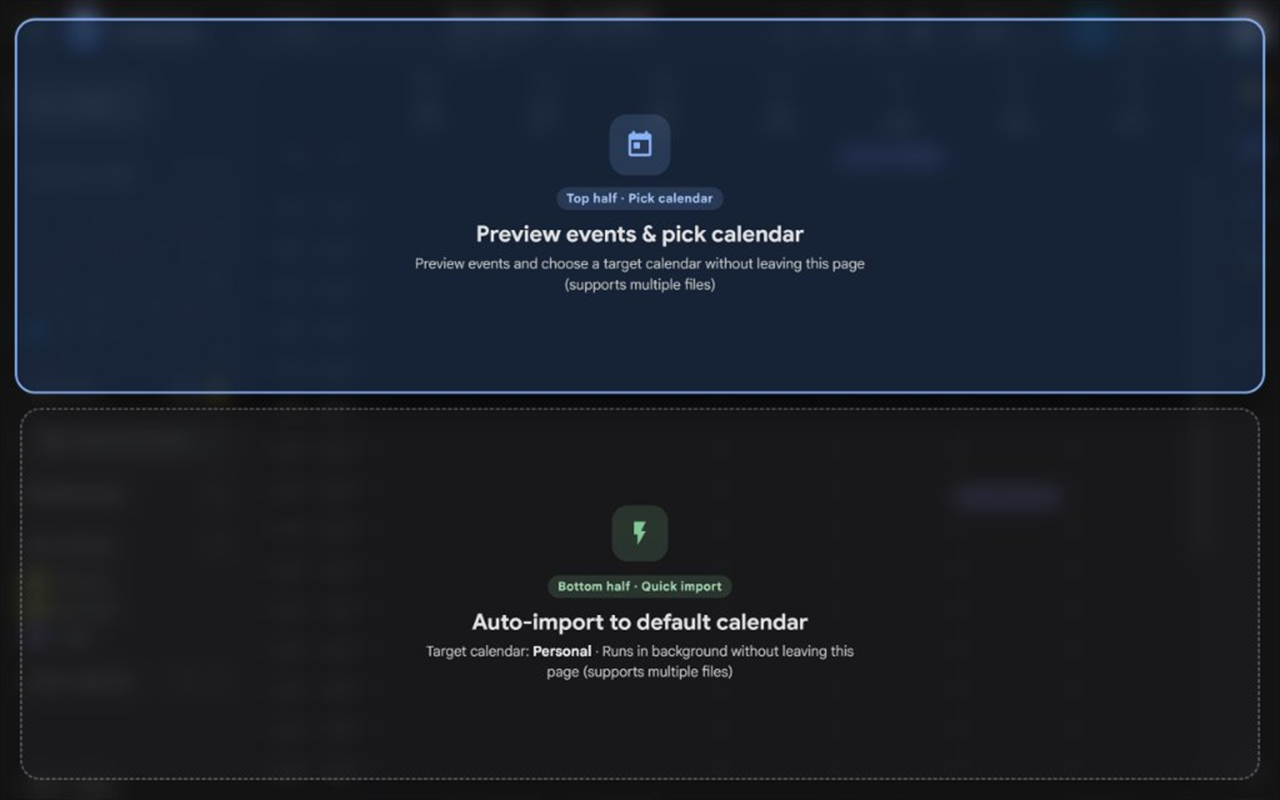 Top half · Pick calendar
Preview events & pick calendar
Preview events and choose a target calendar without leaving this page
(supports multiple files)
Bottom half · Quick import
Auto-import to default calendar
Target calendar: Personal · Runs in background without leaving this
page (supports multiple files)